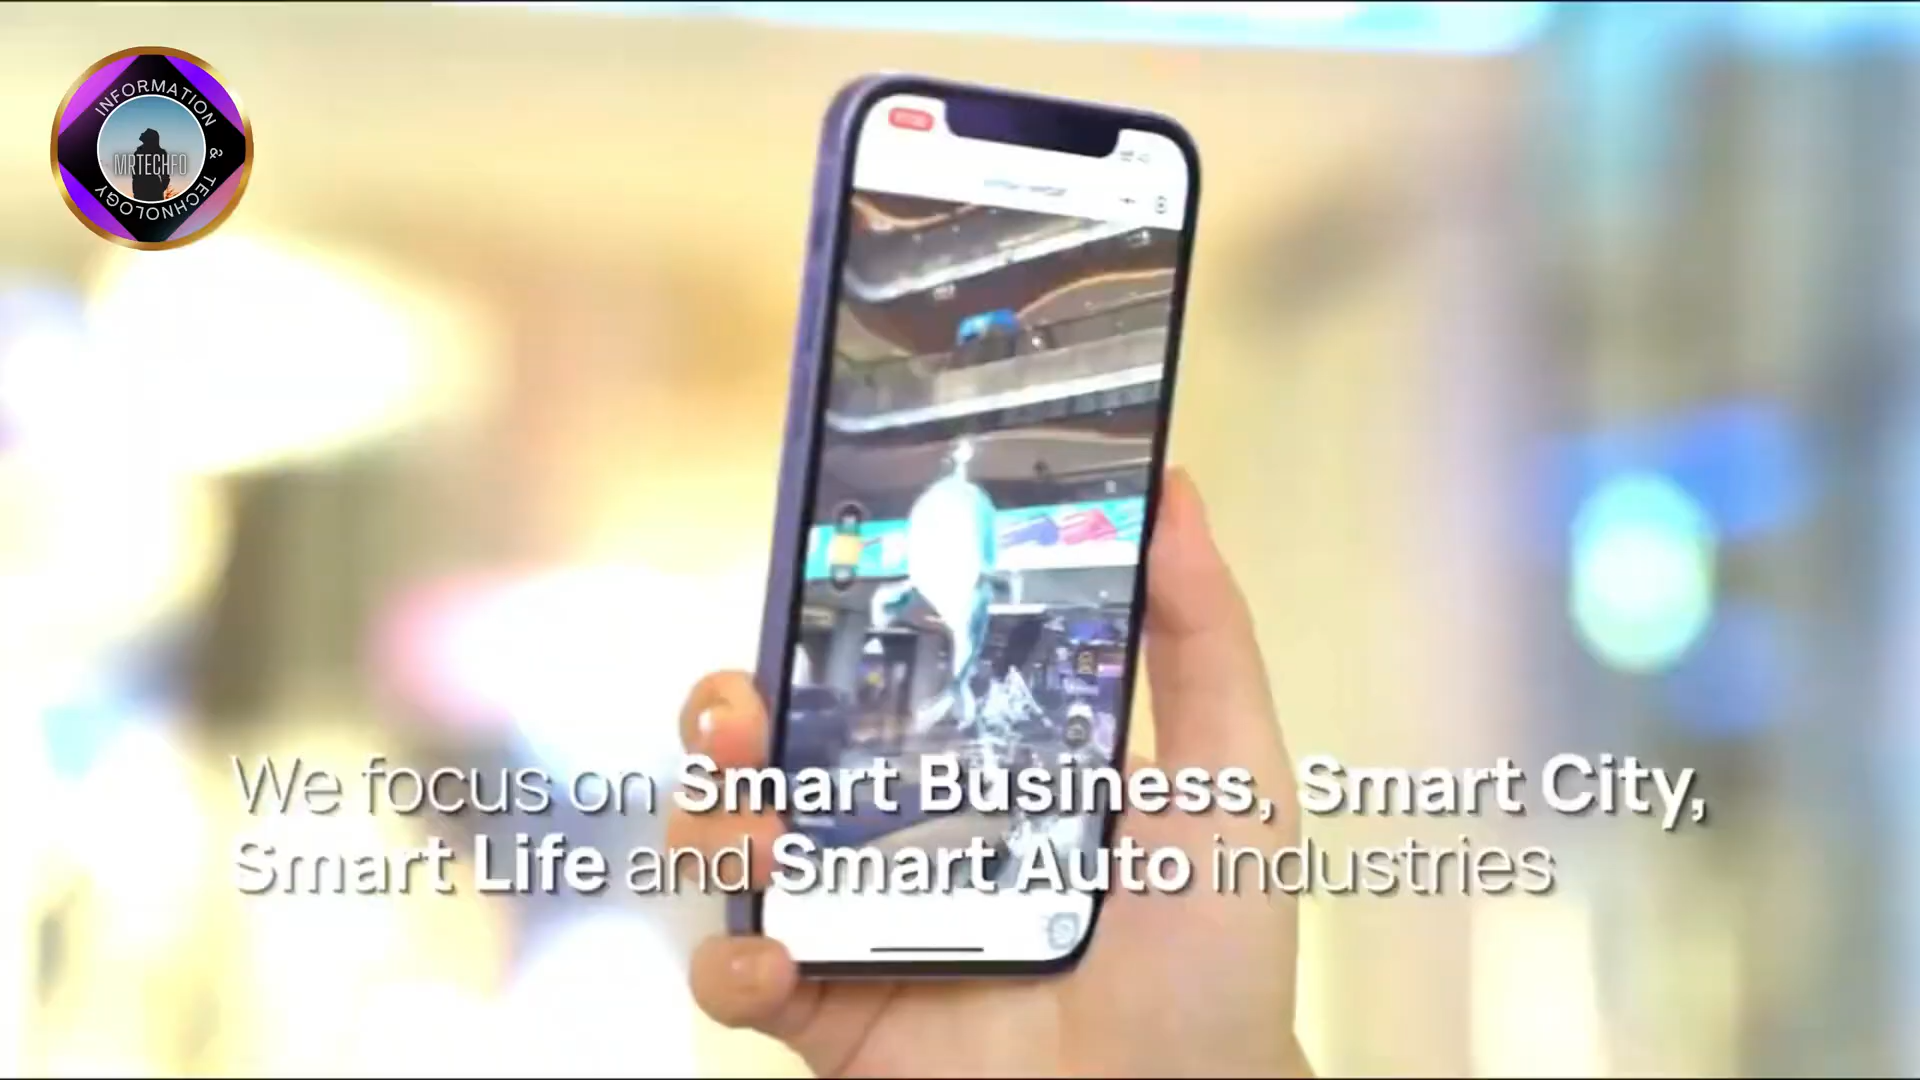 INFORMATION
&
TECHNOLOGY
MRTECHFO
We focus on Smart Business, Smart City,
Smart Life and Smart Auto industries